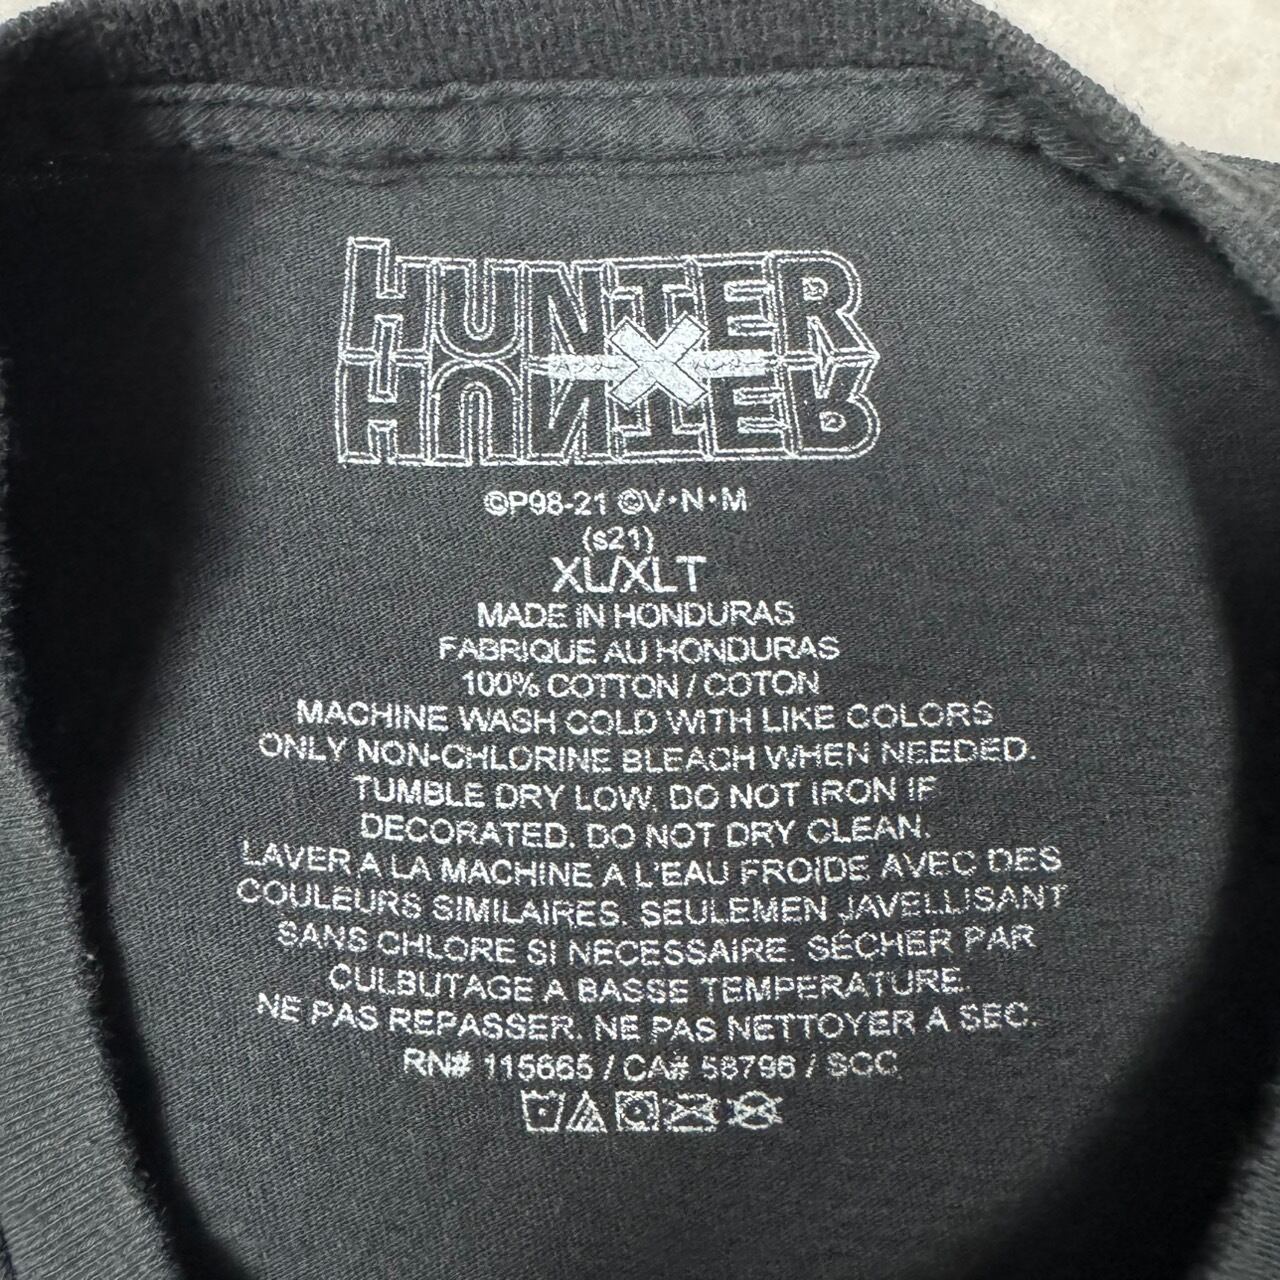 HUNTER
X
HUNTER
©P98-21 ©V·N·M
(s21)
XL/XLT
MADE IN HONDURAS
FABRIQUE AU HONDURAS
100% COTTON / COTON
MACHINE WASH COLD WITH LIKE COLORS
ONLY NON-CHLORINE BLEACH WHEN NEEDED.
TUMBLE DRY LOW. DO NOT IRON IF
DECORATED. DO NOT DRY CLEAN.
LAVER A LA MACHINE A L'EAU FROIDE AVEC DES
COULEURS SIMILAIRES. SEULEMEN JAVELLISANT
SANS CHLORE SI NECESSAIRE. SÉCHER PAR
CULBUTAGE A BASSE TEMPERATURE.
NE PAS REPASSER. NE PAS NETTOYER A SEC.
RN# 115665 / CA# 58796 / SGC